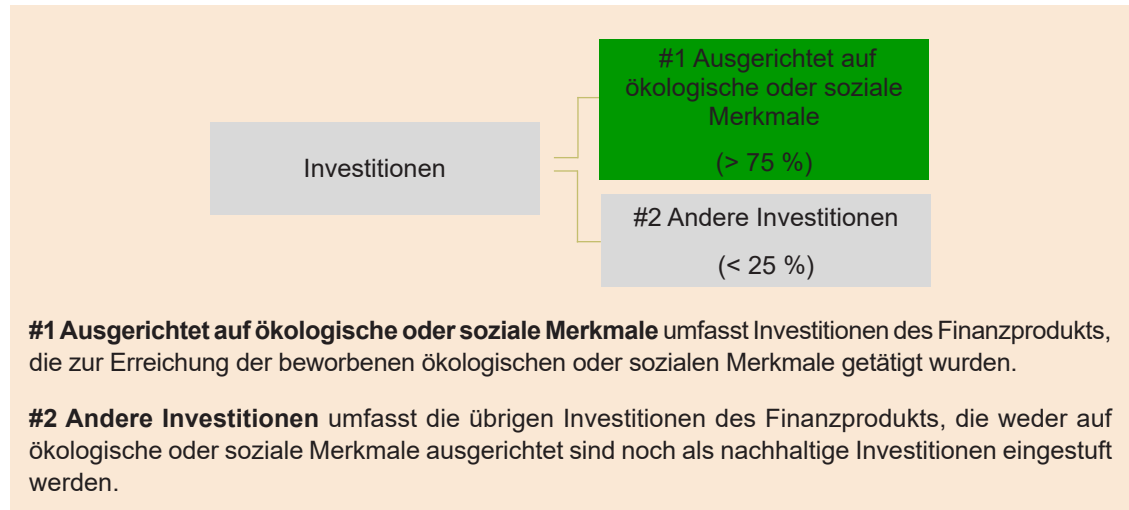 #1 Ausgerichtet auf
ökologische oder soziale
Merkmale
(> 75 %)
Investitionen
#2 Andere Investitionen
(< 25 %)
#1 Ausgerichtet auf ökologische oder soziale Merkmale umfasst Investitionen des Finanzprodukts,
die zur Erreichung der beworbenen ökologischen oder sozialen Merkmale getätigt wurden.
#2 Andere Investitionen umfasst die übrigen Investitionen des Finanzprodukts, die weder auf
ökologische oder soziale Merkmale ausgerichtet sind noch als nachhaltige Investitionen eingestuft
werden.